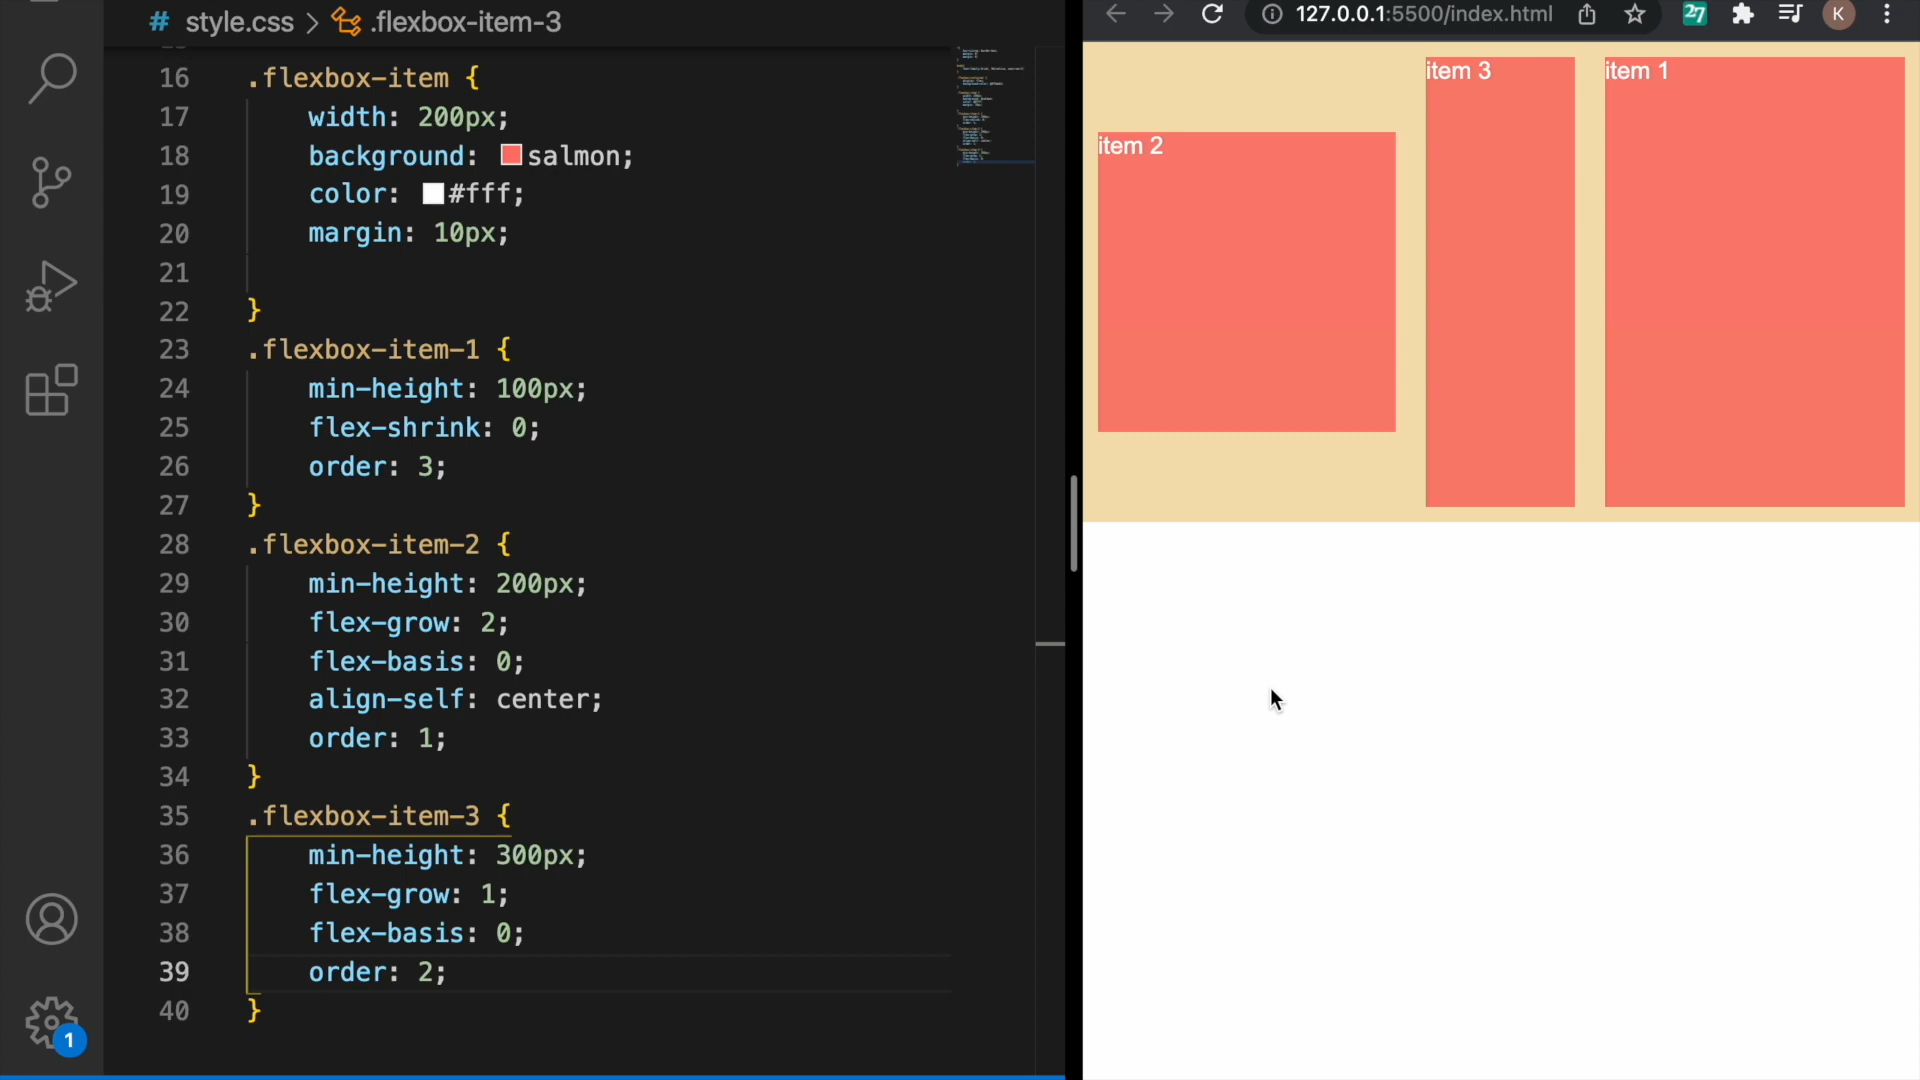 # style.css > .flexbox-item-3
16 .flexbox-item {
17 width: 200px;
18 background: salmon;
19 color: #fff;
20 margin: 10px;
21
22 }
23 .flexbox-item-1 {
24 min-height: 100px;
25 flex-shrink: 0;
26 order: 3;
27 }
28 .flexbox-item-2 {
29 min-height: 200px;
30 flex-grow: 2;
31 flex-basis: 0;
32 align-self: center;
33 order: 1;
34 }
35 .flexbox-item-3 {
36 min-height: 300px;
37 flex-grow: 1;
38 flex-basis: 0;
39 order: 2;
40 }
1
127.0.0.1:5500/index.html
27
K
item 2
item 3
item 1